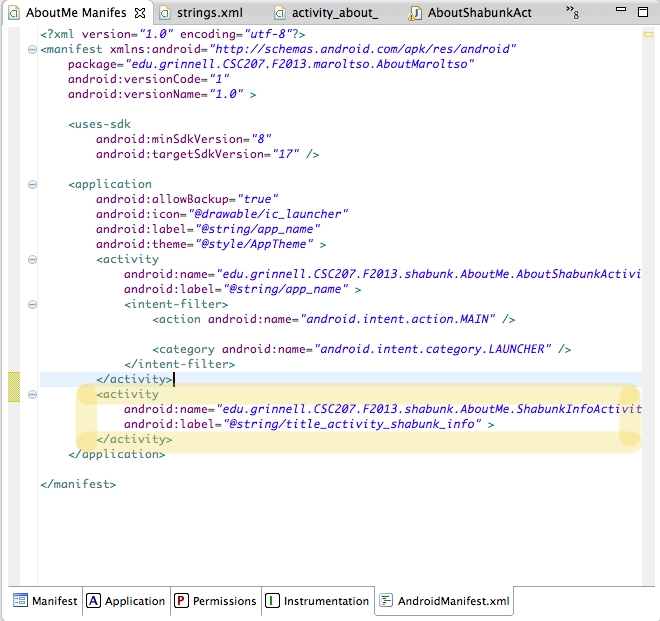 AboutMe Manifes strings.xml activity_about_ AboutShabunkAct »8
<?xml version="1.0" encoding="utf-8"?>
<manifest xmlns:android="http://schemas.android.com/apk/res/android"
package="edu.grinnell.CSC207.F2013.maroltso.AboutMaroltso"
android:versionCode="1"
android:versionName="1.0" >
<uses-sdk
android:minSdkVersion="8"
android:targetSdkVersion="17" />
<application
android:allowBackup="true"
android:icon="@drawable/ic_launcher"
android:label="@string/app_name"
android:theme="@style/AppTheme" >
<activity
android:name="edu.grinnell.CSC207.F2013.shabunk.AboutMe.AboutShabunkActivi
android:label="@string/app_name" >
<intent-filter>
<action android:name="android.intent.action.MAIN" />
<category android:name="android.intent.category.LAUNCHER" />
</intent-filter>
</activity>
<activity
android:name="edu.grinnell.CSC207.F2013.shabunk.AboutMe.ShabunkInfoActivit
android:label="@string/title_activity_shabunk_info" >
</activity>
</application>
</manifest>
Manifest A Application P Permissions I Instrumentation AndroidManifest.xml